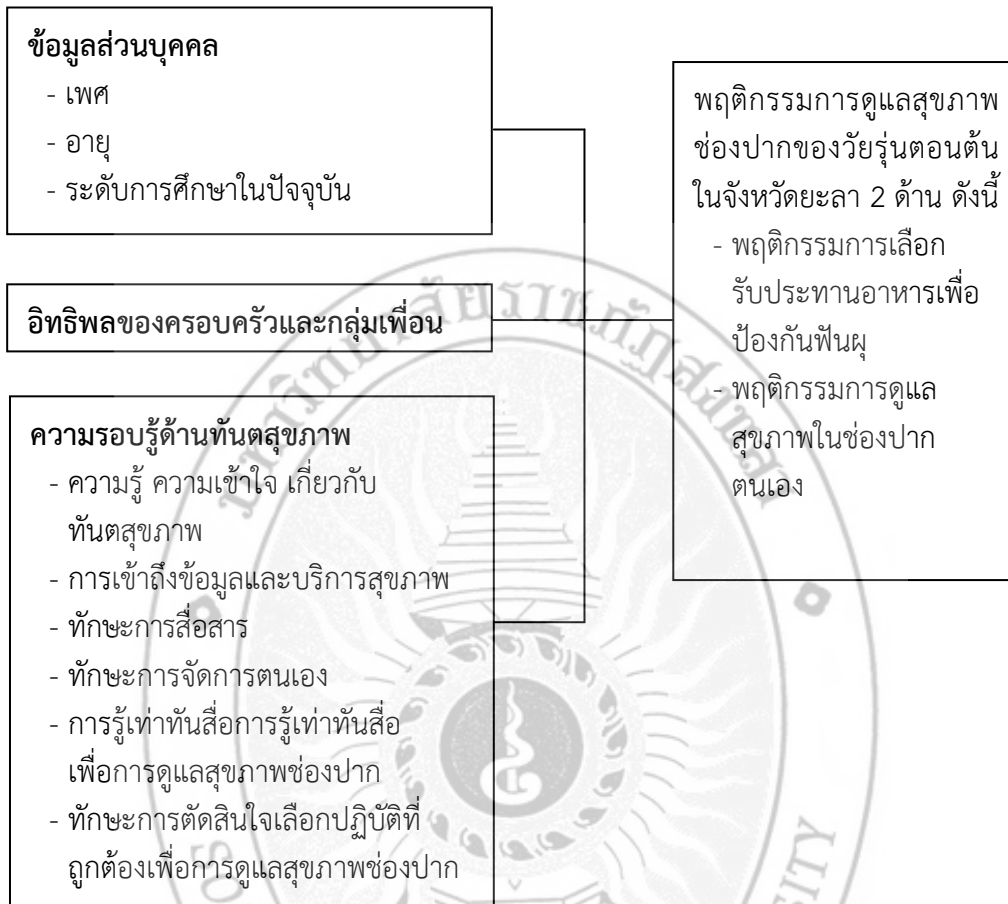 ข้อมูลส่วนบุคคล
- เพศ
- อายุ
- ระดับการศึกษาในปัจจุบัน
อิทธิพลของครอบครัวและกลุ่มเพื่อน
ความรอบรู้ด้านทันตสุขภาพ
- ความรู้ ความเข้าใจ เกี่ยวกับ
ทันตสุขภาพ
- การเข้าถึงข้อมูลและบริการสุขภาพ
- ทักษะการสื่อสาร
- ทักษะการจัดการตนเอง
- การรู้เท่าทันสื่อการรู้เท่าทันสื่อ
เพื่อการดูแลสุขภาพช่องปาก
- ทักษะการตัดสินใจเลือกปฏิบัติที่
ถูกต้องเพื่อการดูแลสุขภาพช่องปาก
พฤติกรรมการดูแลสุขภาพ
ช่องปากของวัยรุ่นตอนต้น
ในจังหวัดยะลา 2 ด้าน ดังนี้
- พฤติกรรมการเลือก
รับประทานอาหารเพื่อ
ป้องกันฟันผุ
- พฤติกรรมการดูแล
สุขภาพในช่องปาก
ตนเอง
มหาวิทยาลัยราชภัฏสงขลา